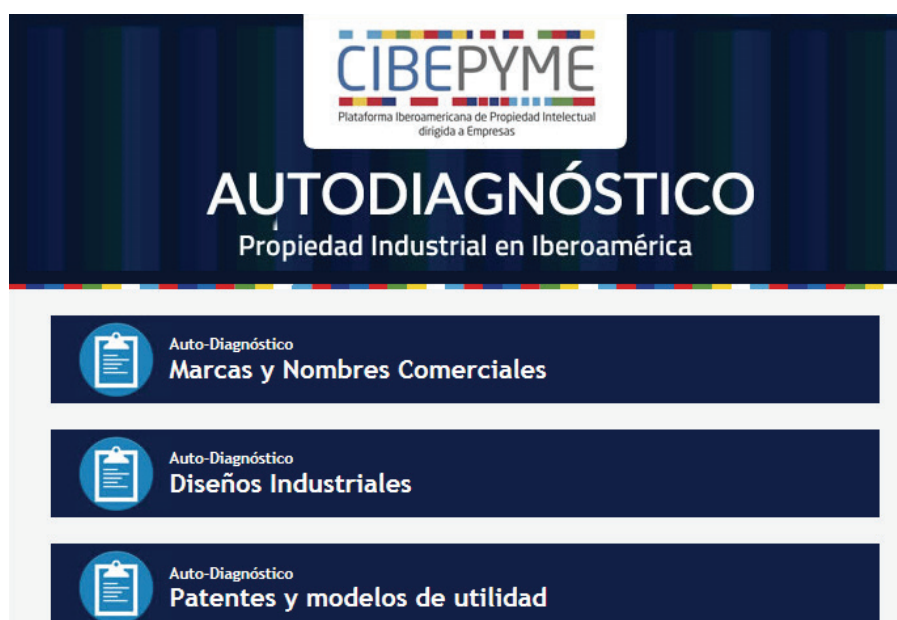 CIBEPYME
Plataforma Iberoamericana de Propiedad Intelectual
dirigida a Empresas
AUTODIAGNÓSTICO
Propiedad Industrial en Iberoamérica
Auto-Diagnóstico
Marcas y Nombres Comerciales
Auto-Diagnóstico
Diseños Industriales
Auto-Diagnóstico
Patentes y modelos de utilidad